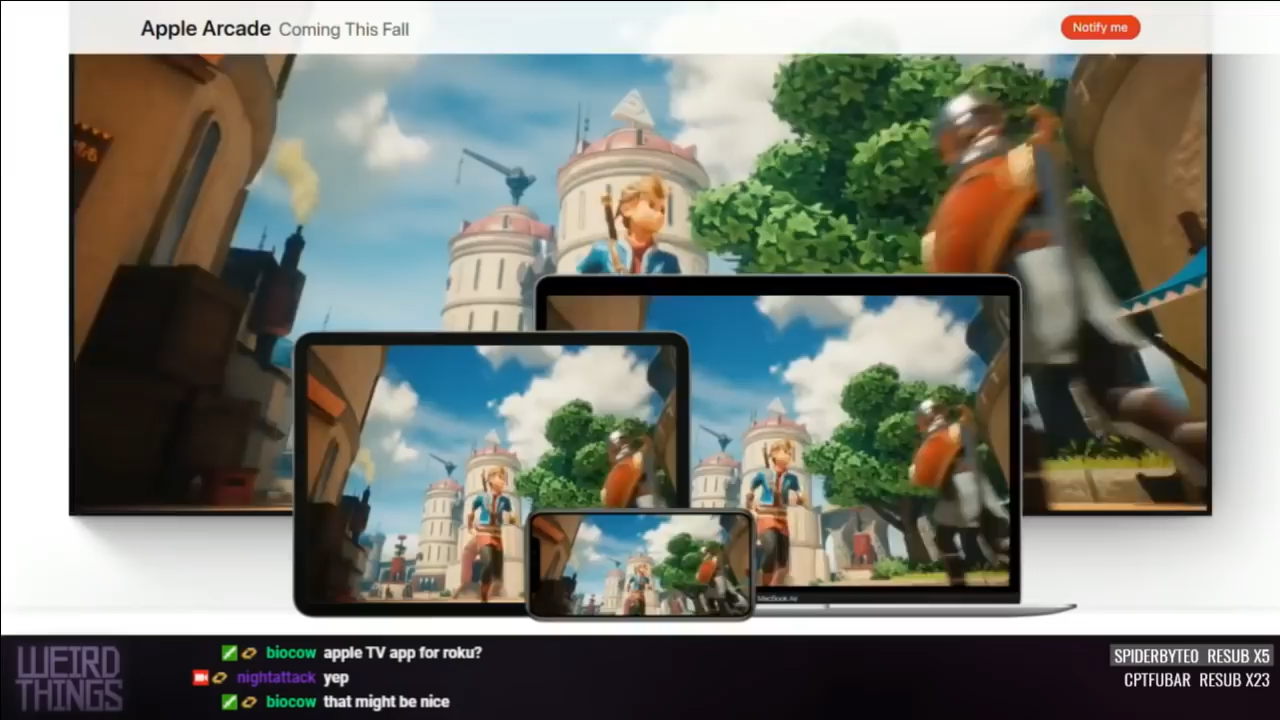 Apple Arcade Coming This Fall
Notify me
MacBook Air
WEIRD
THINGS
biocow apple TV app for roku?
nightattack yep
biocow that might be nice
SPIDERBYTE0 RESUB X5
CPTFUBAR RESUB X23